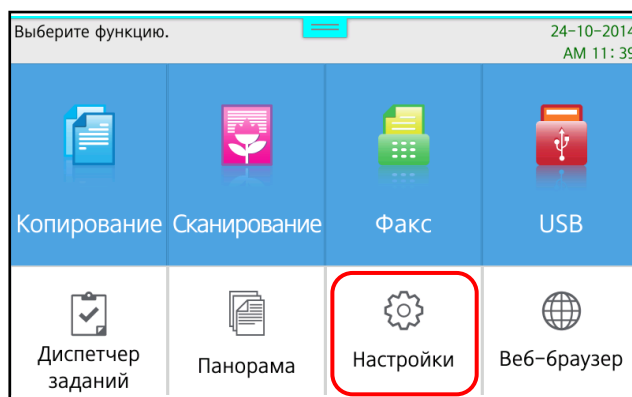 Выберите функцию.
24-10-2014
AM 11:39
Копирование
Сканирование
Факс
USB
Диспетчер
заданий
Панорама
Настройки
Веб-браузер